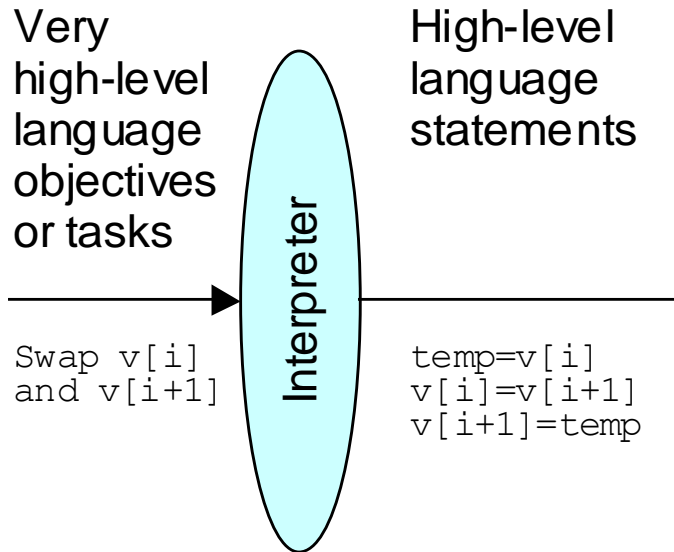 Very
high-level
language
objectives
or tasks
High-level
language
statements
Interpreter
Swap v[i]
and v[i+1]
temp=v[i]
v[i]=v[i+1]
v[i+1]=temp